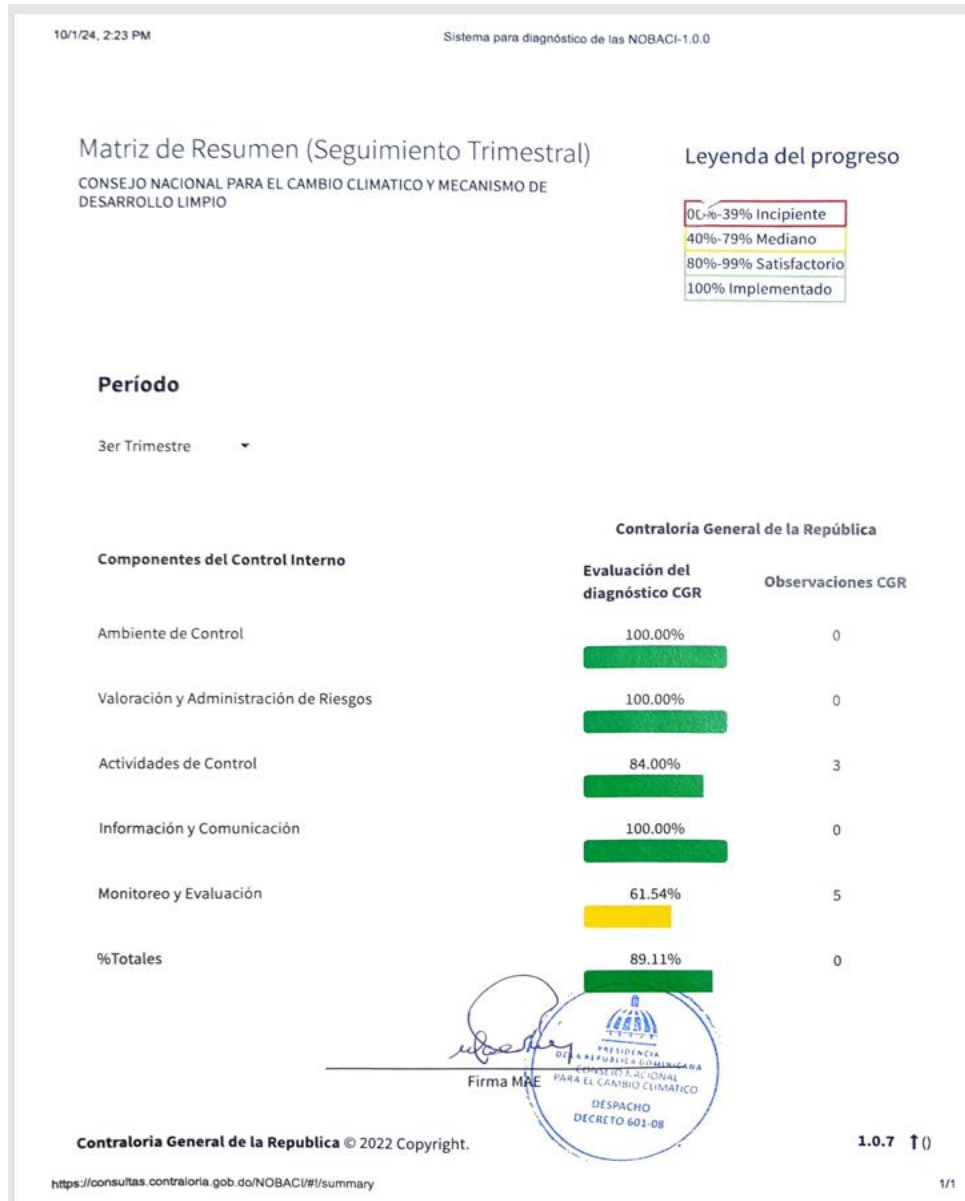 10/1/24, 2:23 PM
Sistema para diagnóstico de las NOBACI-1.0.0
Matriz de Resumen (Seguimiento Trimestral)
CONSEJO NACIONAL PARA EL CAMBIO CLIMATICO Y MECANISMO DE
DESARROLLO LIMPIO
Leyenda del progreso
00%-39% Incipiente
40%-79% Mediano
80%-99% Satisfactorio
100% Implementado
Período
3er Trimestre
Contraloría General de la República
Componentes del Control Interno
Evaluación del
diagnóstico CGR
Observaciones CGR
Ambiente de Control 100.00% 0
Valoración y Administración de Riesgos 100.00% 0
Actividades de Control 84.00% 3
Información y Comunicación 100.00% 0
Monitoreo y Evaluación 61.54% 5
%Totales 89.11% 0
PRESIDENCIA
DE LA REPUBLICA DOMINICANA
CONSEJO NACIONAL
PARA EL CAMBIO CLIMATICO
DESPACHO
DECRETO 601-08
Firma MAE
Contraloria General de la Republica © 2022 Copyright.
1.0.7 ⬆()
https://consultas.contraloria.gob.do/NOBACI/#!/summary
1/1